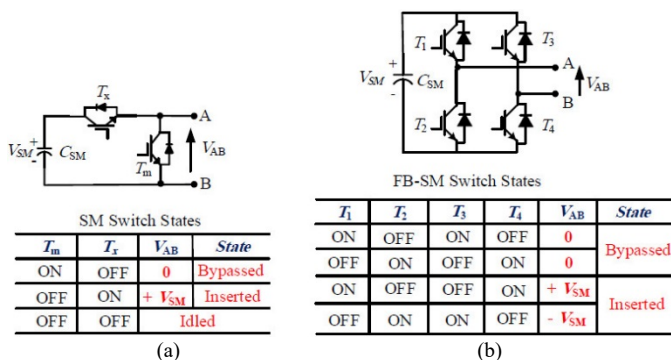 Tx
A
VSM
+
-
CSM
Tm
VAB
B
SM Switch States
Tm Tx VAB State
ON OFF 0 Bypassed
OFF ON + VSM Inserted
OFF OFF Idled
(a)
(b)
T1
T3
+
VSM
-
CSM
A
VAB
B
T2
T4
FB-SM Switch States
T1 T2 T3 T4 VAB State
ON OFF ON OFF 0 Bypassed
OFF ON OFF ON 0
ON OFF OFF ON + VSM Inserted
OFF ON ON OFF - VSM
(b)